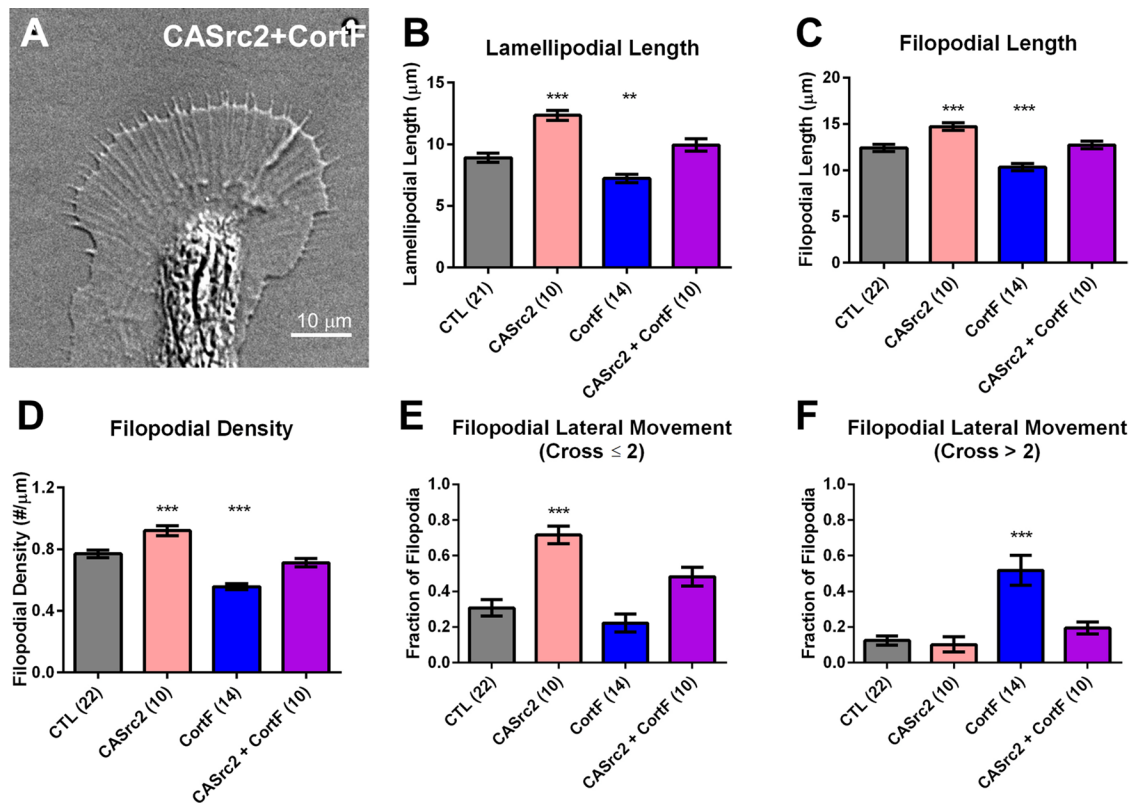 A
CASrc2+CortF
10 μm
B
Lamellipodial Length
Lamellipodial Length (μm)
15
10
5
0
***
**
CTL (21)
CASrc2 (10)
CortF (14)
CASrc2 + CortF (10)
C
Filopodial Length
Filopodial Length (μm)
20
15
10
5
0
***
***
CTL (22)
CASrc2 (10)
CortF (14)
CASrc2 + CortF (10)
D
Filopodial Density
Filopodial Density (#/μm)
1.2
0.8
0.4
0.0
***
***
CTL (22)
CASrc2 (10)
CortF (14)
CASrc2 + CortF (10)
E
Filopodial Lateral Movement
(Cross ≤ 2)
Fraction of Filopodia
1.0
0.8
0.6
0.4
0.2
0.0
***
CTL (22)
CASrc2 (10)
CortF (14)
CASrc2 + CortF (10)
F
Filopodial Lateral Movement
(Cross > 2)
Fraction of Filopodia
1.0
0.8
0.6
0.4
0.2
0.0
***
CTL (22)
CASrc2 (10)
CortF (14)
CASrc2 + CortF (10)